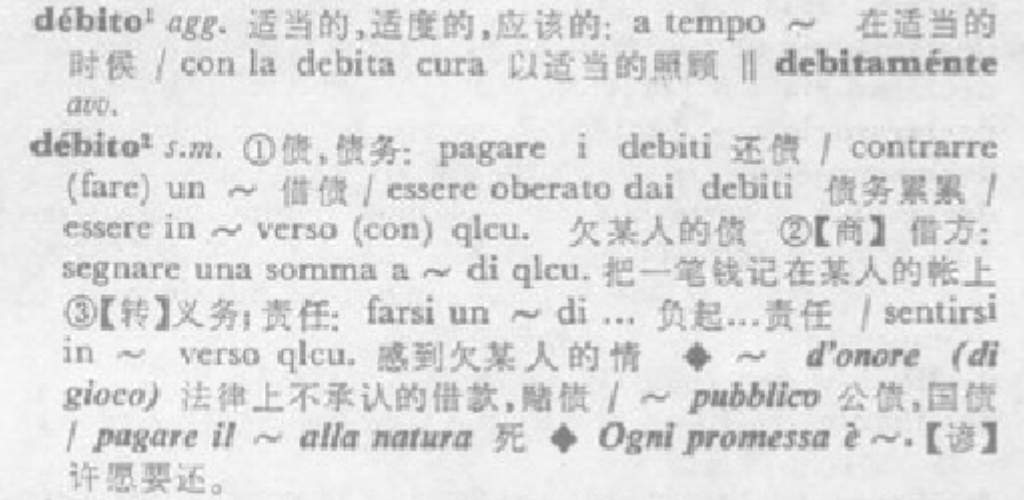 débito¹ agg. 适当的,适度的,应该的: a tempo ～ 在适当的
时候 / con la debita cura 以适当的照顾 ‖ debitaménte
avv.
débito² s.m. ①债,债务: pagare i debiti 还债 / contrarre
(fare) un ～ 借债 / essere oberato dai debiti 债务累累 /
essere in ～ verso (con) qlcu. 欠某人的债 ②【商】借方:
segnare una somma a ～ di qlcu. 把一笔钱记在某人的帐上
③【转】义务; 责任: farsi un ～ di … 负起…责任 / sentirsi
in ～ verso qlcu. 感到欠某人的情 ◆ ～ d'onore (di
gioco) 法律上不承认的借款,赌债 / ～ pubblico 公债,国债
/ pagare il ～ alla natura 死 ◆ Ogni promessa è ～.【谚】
许愿要还。